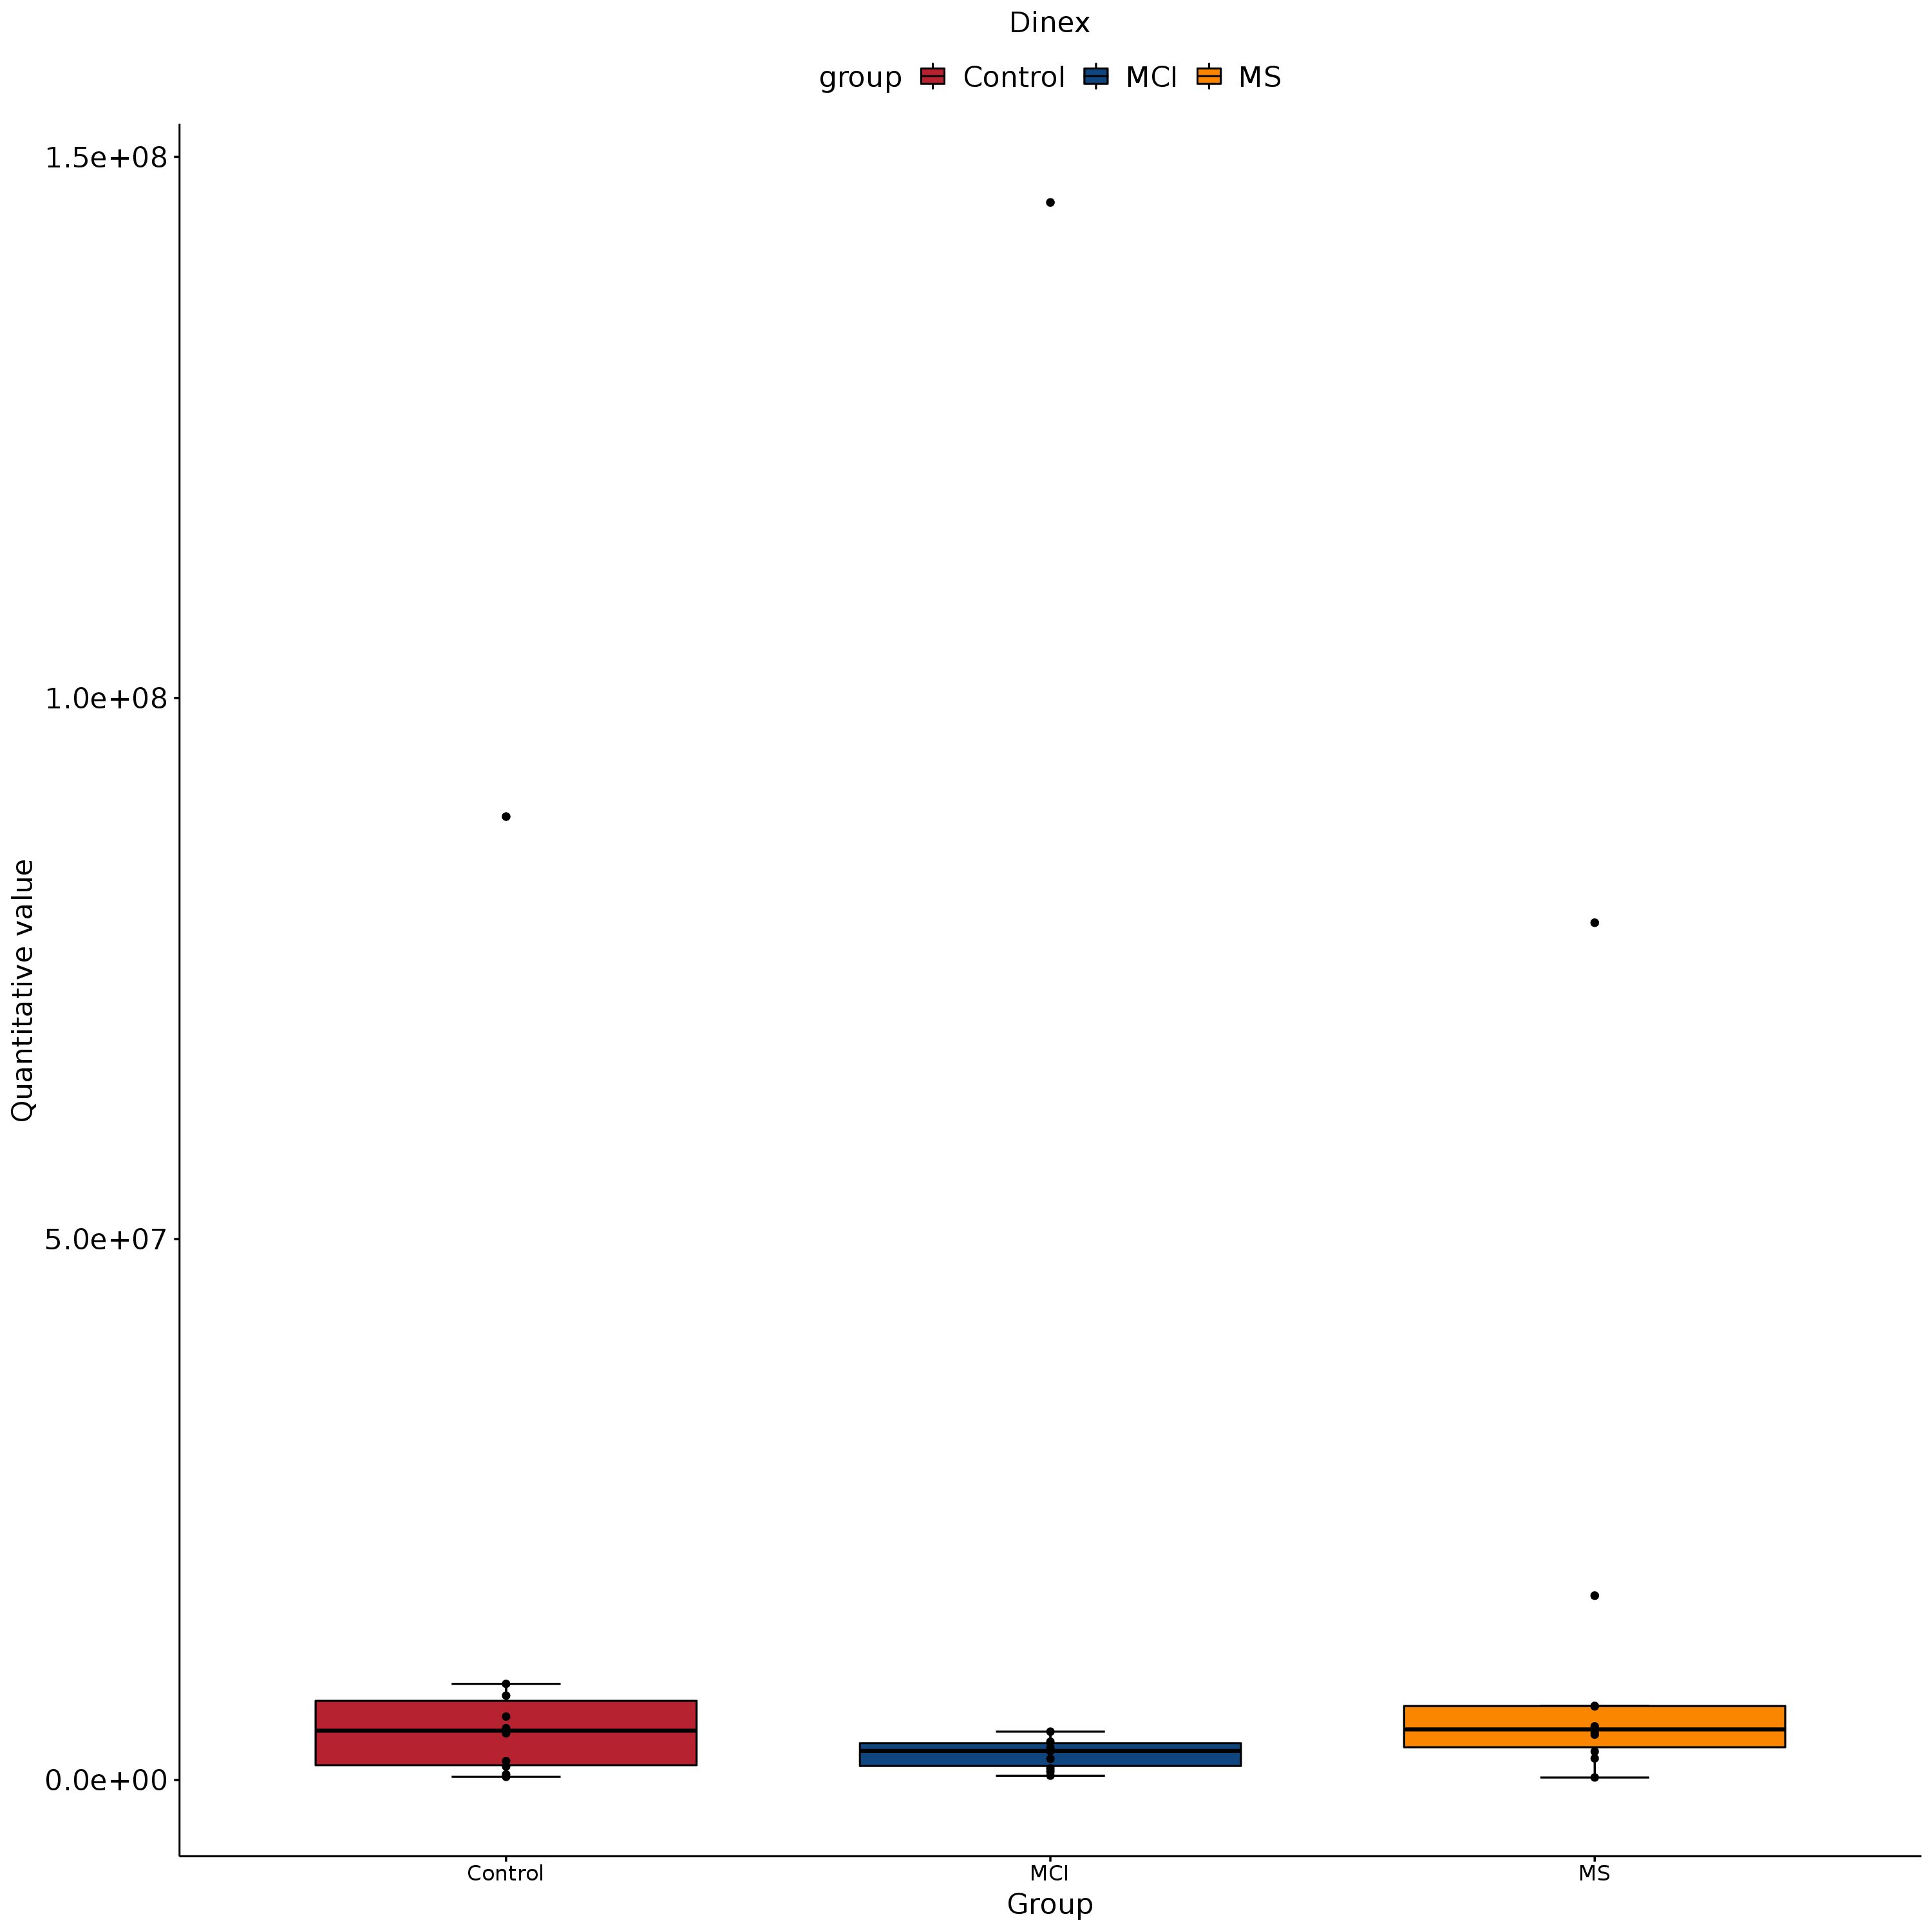 Dinex
group Control MCI MS
1.5e+08
1.0e+08
5.0e+07
0.0e+00
Quantitative value
Control MCI MS
Group